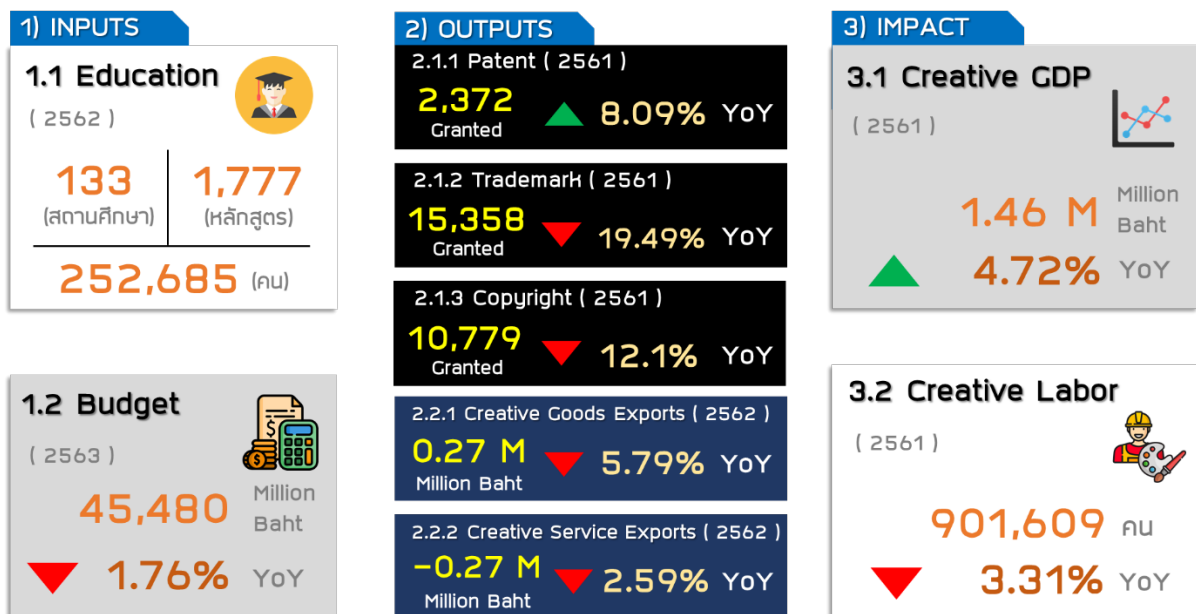 1) INPUTS
1.1 Education
( 2562 )
133
(สถานศึกษา)
1,777
(หลักสูตร)
252,685 (คน)
1.2 Budget
( 2563 )
45,480 Million Baht
1.76% YoY
2) OUTPUTS
2.1.1 Patent ( 2561 )
2,372
Granted
8.09% YoY
2.1.2 Trademark ( 2561 )
15,358
Granted
19.49% YoY
2.1.3 Copyright ( 2561 )
10,779
Granted
12.1% YoY
2.2.1 Creative Goods Exports ( 2562 )
0.27 M
Million Baht
5.79% YoY
2.2.2 Creative Service Exports ( 2562 )
-0.27 M
Million Baht
2.59% YoY
3) IMPACT
3.1 Creative GDP
( 2561 )
1.46 M Million Baht
4.72% YoY
3.2 Creative Labor
( 2561 )
901,609 คน
3.31% YoY